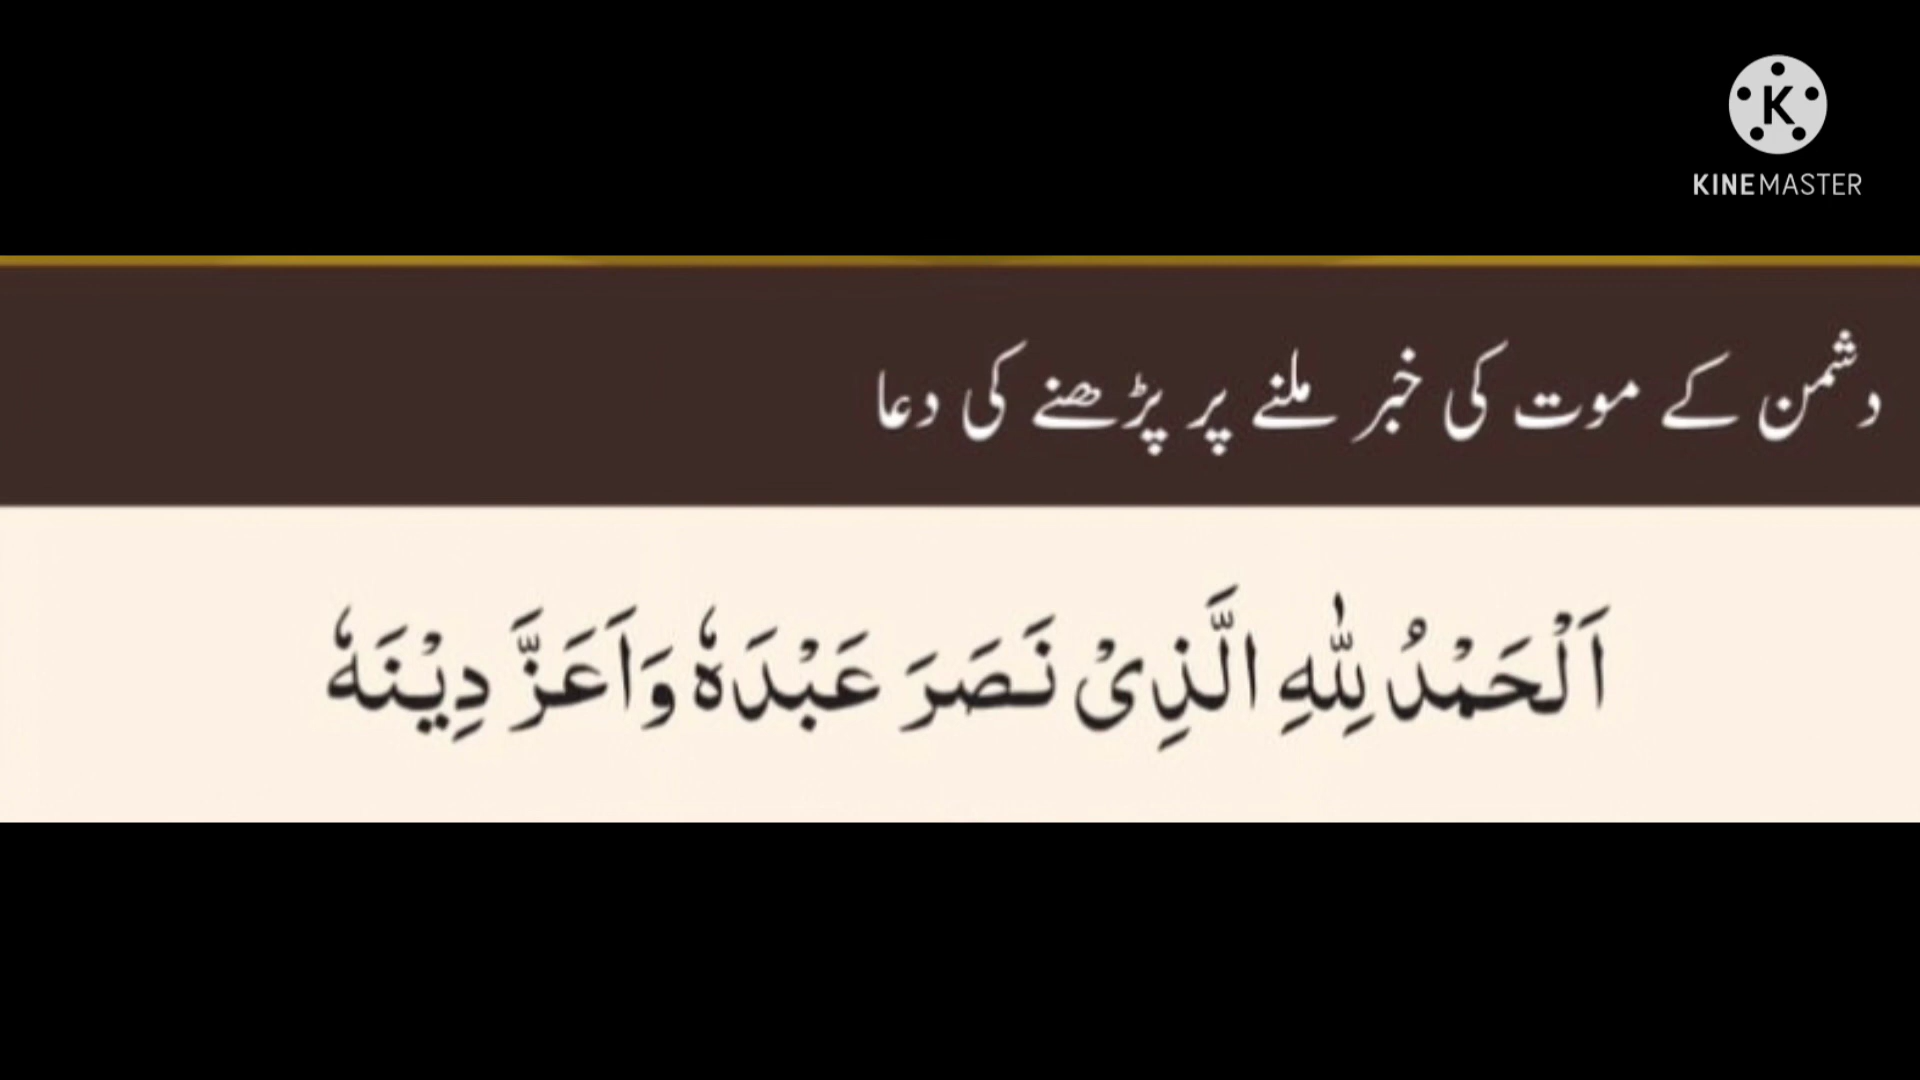 KINEMASTER
دشمن کے موت کی خبر ملنے پر پڑھنے کی دعا
اَلْحَمْدُ لِلّٰهِ الَّذِیْ نَصَرَ عَبْدَهٗ وَاَعَزَّ دِیْنَهٗ